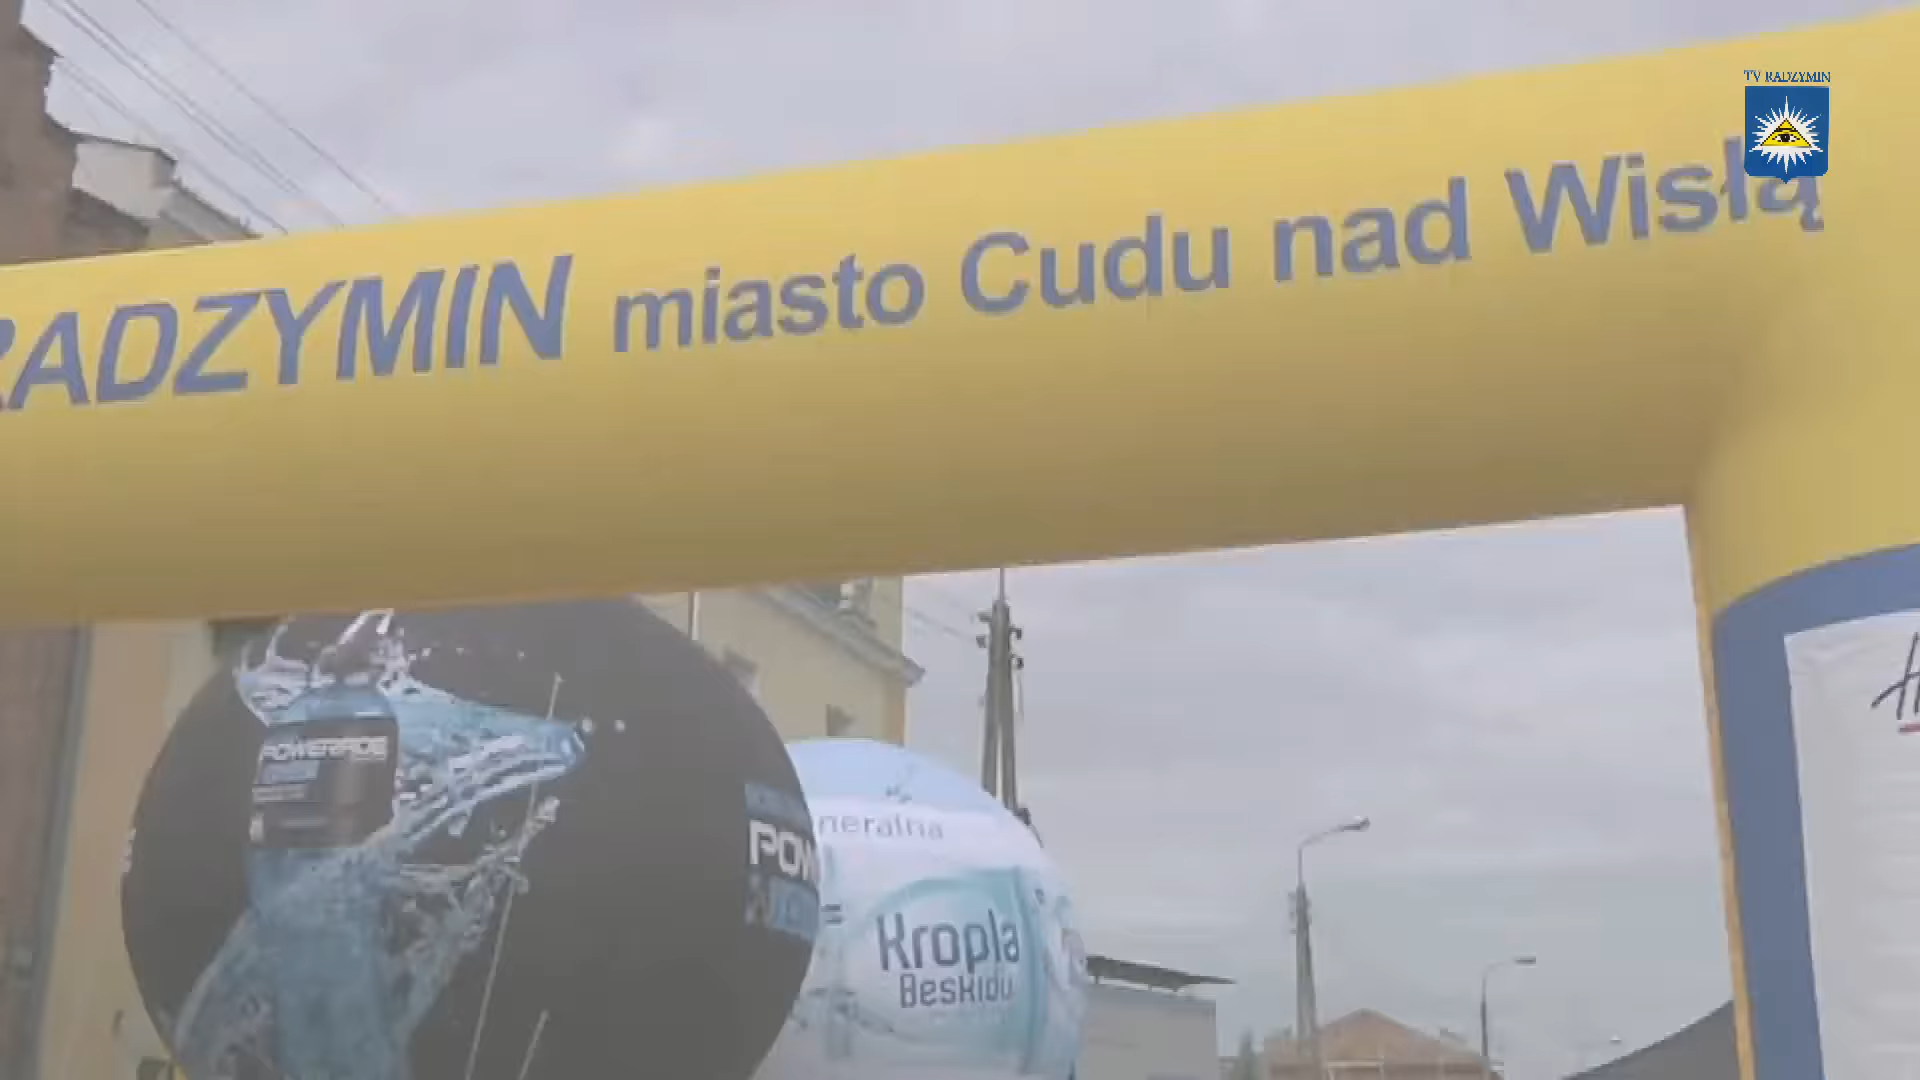 TV RADZYMIN
RADZYMIN miasto Cudu nad Wisłą
POWERADE
POW
neralna
Kropla
Beskidu